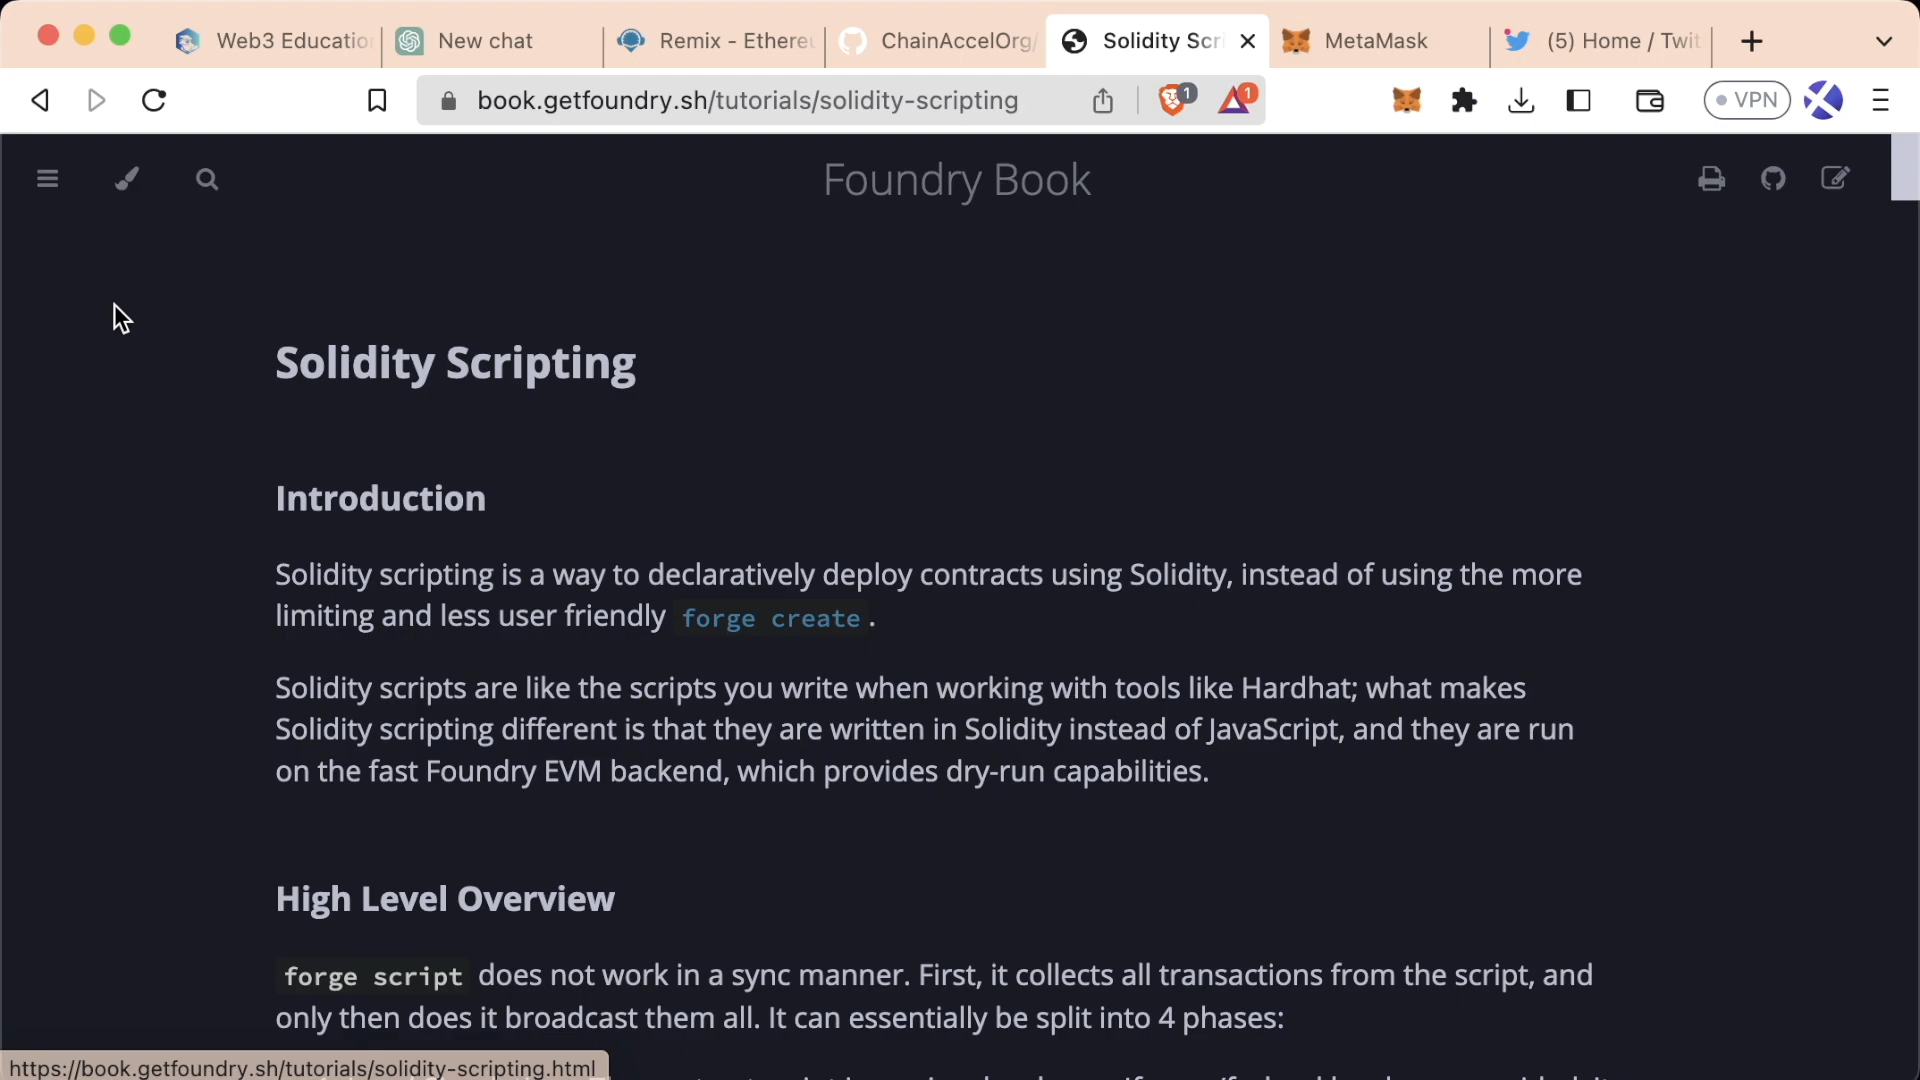 Web3 Educatio
New chat
Remix - Ethere
ChainAccelOrg/
Solidity Scri
MetaMask
(5) Home / Twit
book.getfoundry.sh/tutorials/solidity-scripting
1
1
VPN
Foundry Book
Solidity Scripting
Introduction
Solidity scripting is a way to declaratively deploy contracts using Solidity, instead of using the more
limiting and less user friendly forge create.
Solidity scripts are like the scripts you write when working with tools like Hardhat; what makes
Solidity scripting different is that they are written in Solidity instead of JavaScript, and they are run
on the fast Foundry EVM backend, which provides dry-run capabilities.
High Level Overview
forge script does not work in a sync manner. First, it collects all transactions from the script, and
only then does it broadcast them all. It can essentially be split into 4 phases:
https://book.getfoundry.sh/tutorials/solidity-scripting.html